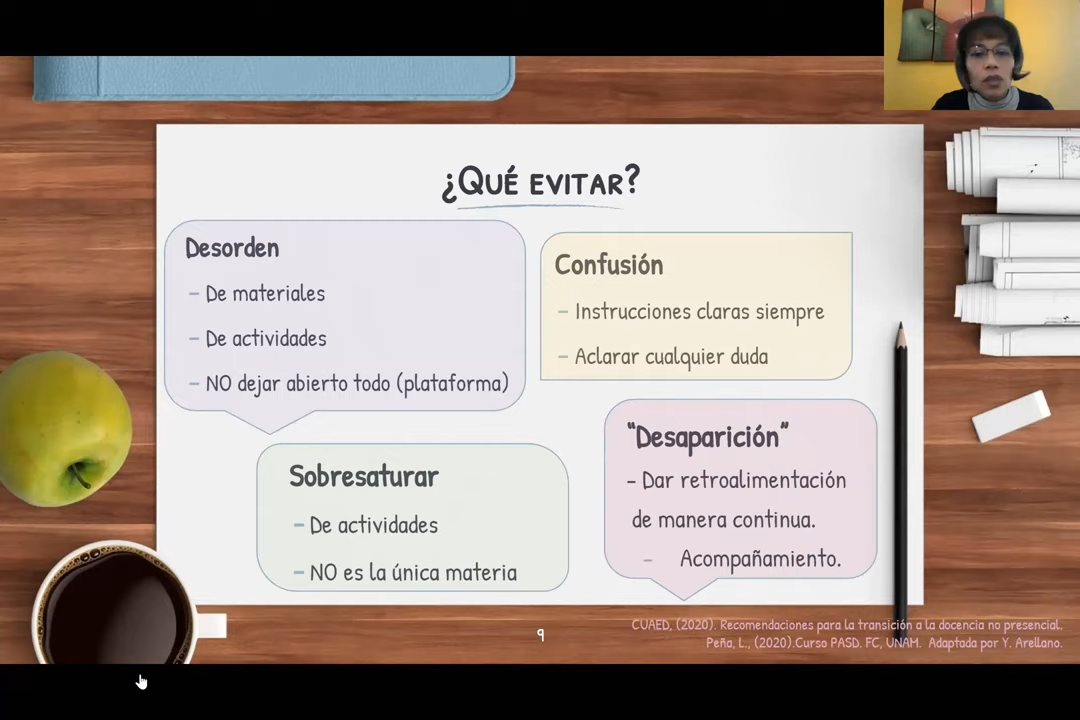 ¿Qué evitar?
Desorden
– De materiales
– De actividades
– NO dejar abierto todo (plataforma)
Confusión
– Instrucciones claras siempre
– Aclarar cualquier duda
Sobresaturar
– De actividades
– NO es la única materia
“Desaparición”
- Dar retroalimentación
de manera continua.
- Acompañamiento.
9
CUAED, (2020). Recomendaciones para la transición a la docencia no presencial.
Peña, L., (2020).Curso PASD. FC, UNAM. Adaptada por Y. Arellano.